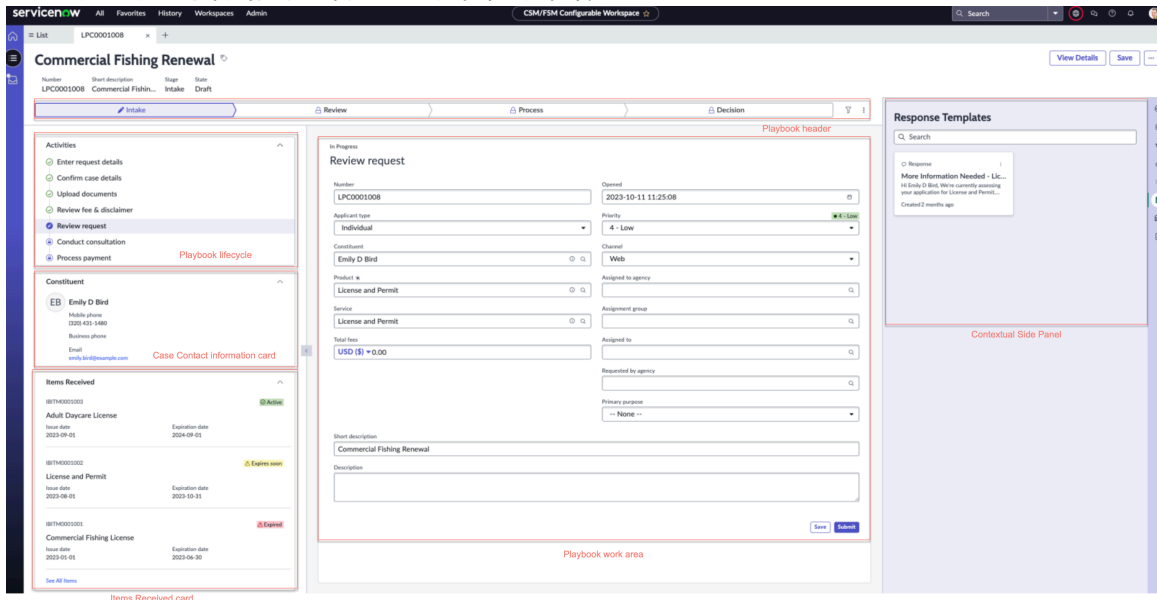 servicenow All Favorites History Workspaces Admin CSM/FSM Configurable Workspace ☆ Search
List LPC0001008 × +
Commercial Fishing Renewal
View Details Save
Number Short description Stage State
LPC0001008 Commercial Fishin... Intake Draft
Intake Review Process Decision
Playbook header
Activities
Enter request details
Confirm case details
Upload documents
Review fee & disclaimer
Review request
Conduct consultation
Process payment
Playbook lifecycle
Constituent
EB Emily D Bird
Mobile phone
(320) 431-1480
Business phone
Email
emily.bird@example.com
Case Contact information card
Items Received
IBITM0001003 Active
Adult Daycare License
Issue date Expiration date
2023-09-01 2024-09-01
IBITM0001002 Expires soon
License and Permit
Issue date Expiration date
2023-08-01 2023-10-31
IBITM0001001 Expired
Commercial Fishing License
Issue date Expiration date
2023-01-01 2023-06-30
See All Items
Items Received card
In Progress
Review request
Number Opened
LPC0001008 2023-10-11 11:25:08
Applicant type Priority 4 - Low
Individual 4 - Low
Constituent Channel
Emily D Bird Web
Product Assigned to agency
License and Permit
Service Assignment group
License and Permit
Total fees Assigned to
USD ($) 0.00
Requested by agency
Primary purpose
-- None --
Short description
Commercial Fishing Renewal
Description
Save Submit
Playbook work area
Response Templates
Search
Response
More Information Needed - Lic...
Hi Emily D Bird, We're currently assessing
your application for License and Permit,...
Created 2 months ago
Contextual Side Panel